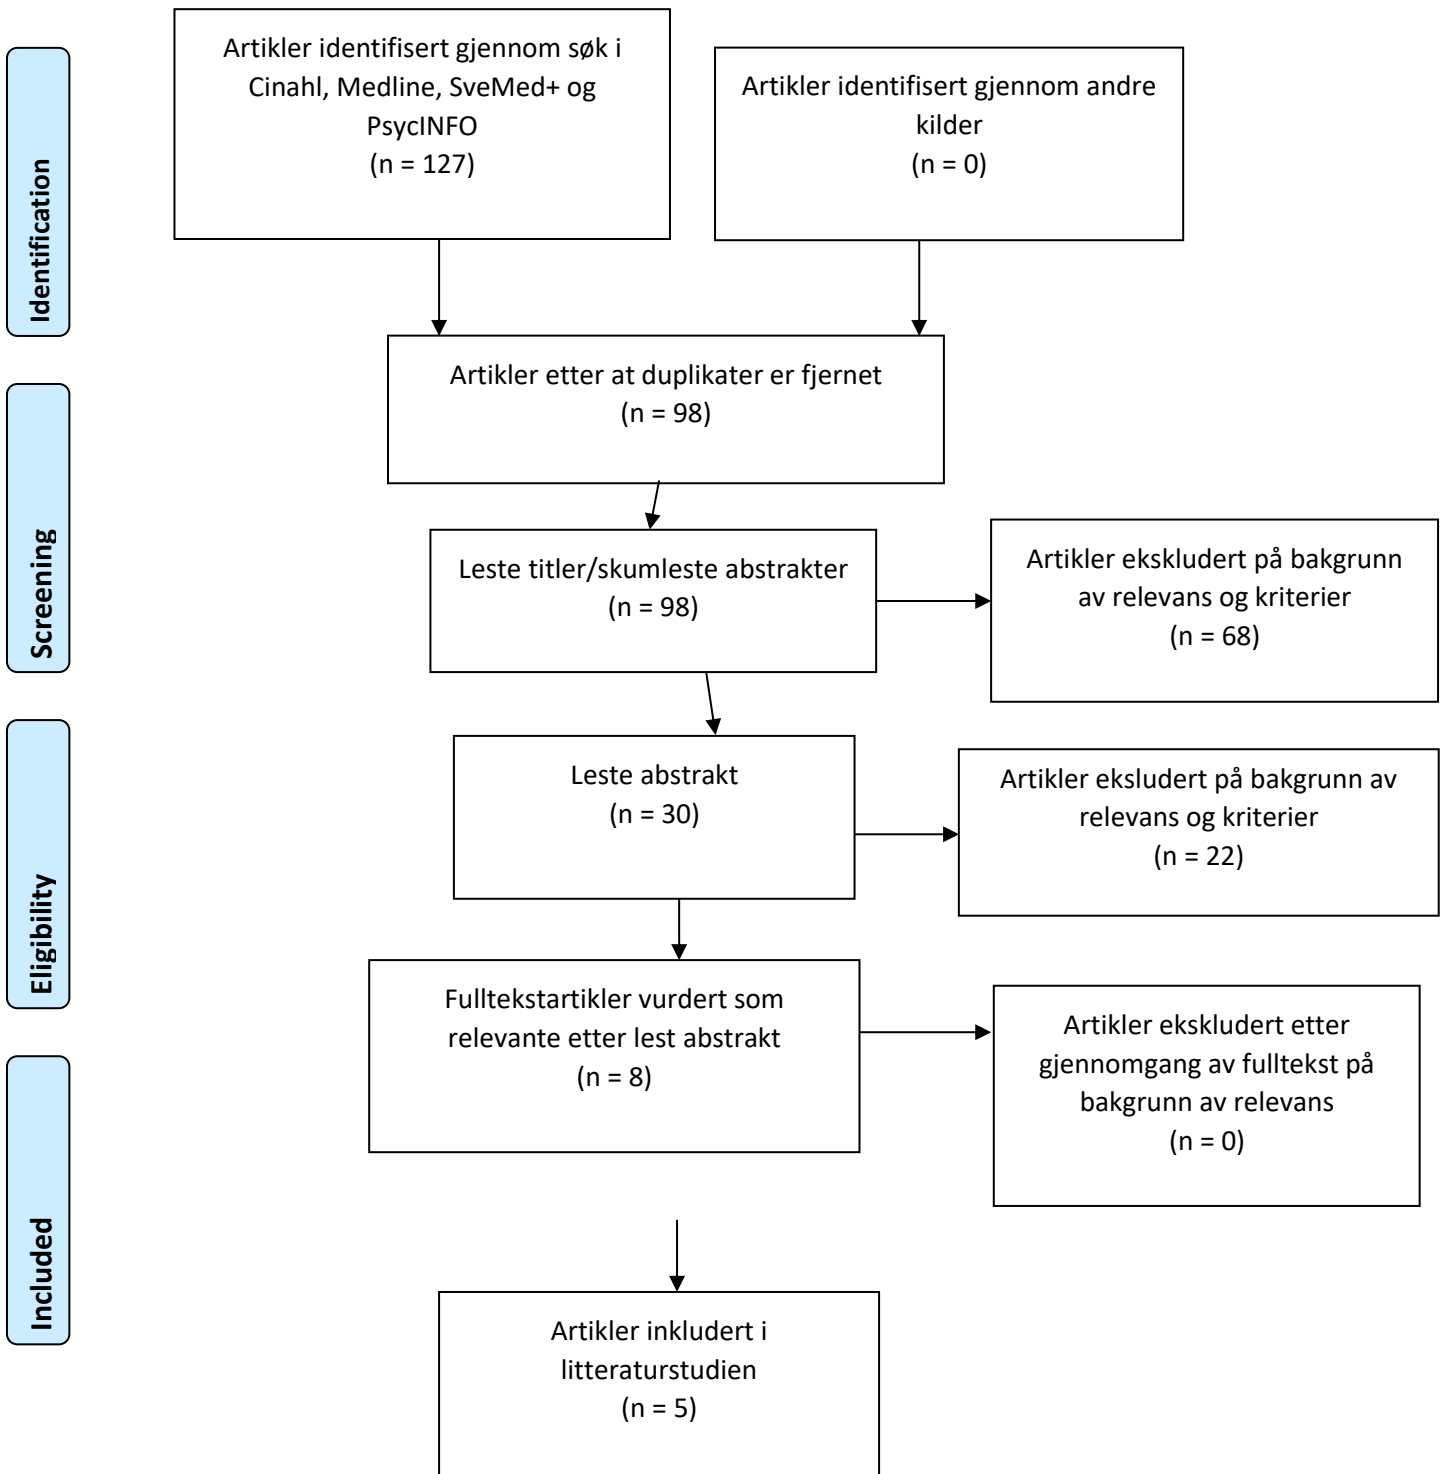 Identification
Artikler identifisert gjennom søk i
Cinahl, Medline, SveMed+ og
PsycINFO
(n = 127)
Artikler identifisert gjennom andre
kilder
(n = 0)
Artikler etter at duplikater er fjernet
(n = 98)
Screening
Leste titler/skumleste abstrakter
(n = 98)
Artikler ekskludert på bakgrunn
av relevans og kriterier
(n = 68)
Eligibility
Leste abstrakt
(n = 30)
Artikler eksludert på bakgrunn av
relevans og kriterier
(n = 22)
Fulltekstartikler vurdert som
relevante etter lest abstrakt
(n = 8)
Artikler ekskludert etter
gjennomgang av fulltekst på
bakgrunn av relevans
(n = 0)
Included
Artikler inkludert i
litteraturstudien
(n = 5)